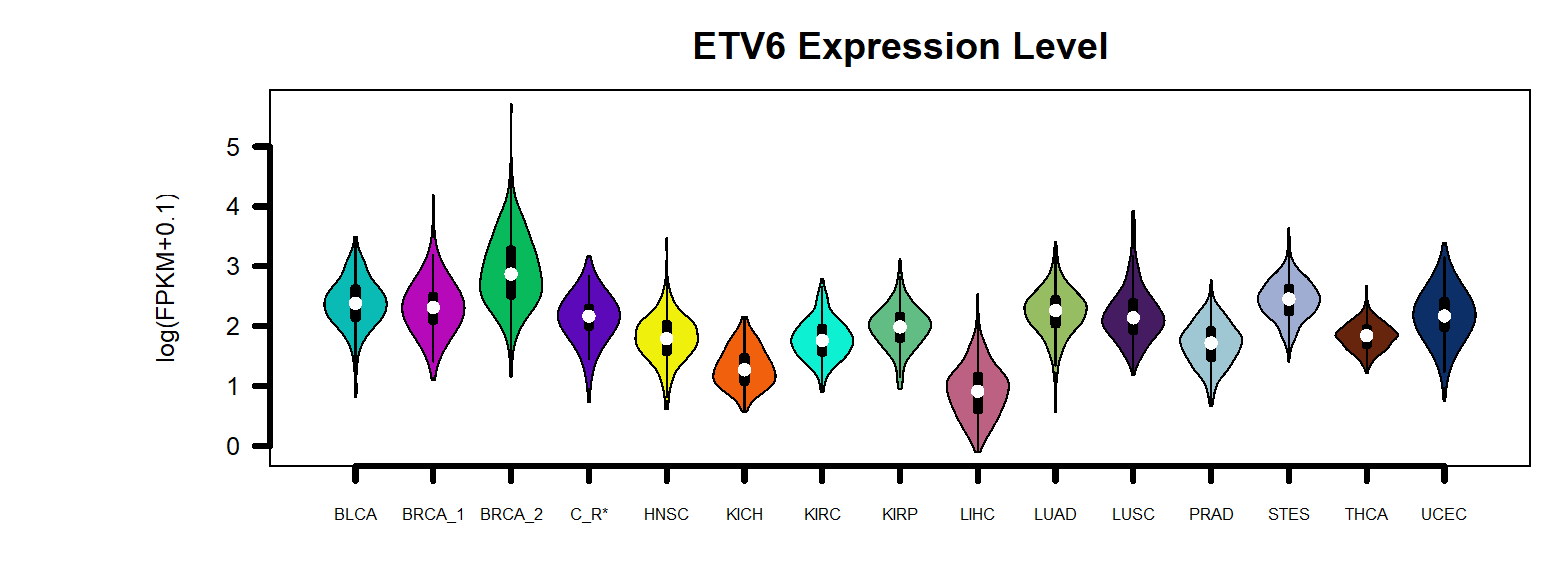 ETV6 Expression Level
log(FPKM+0.1)
5
4
3
2
1
0
BLCA BRCA_1 BRCA_2 C_R* HNSC KICH KIRC KIRP LIHC LUAD LUSC PRAD STES THCA UCEC